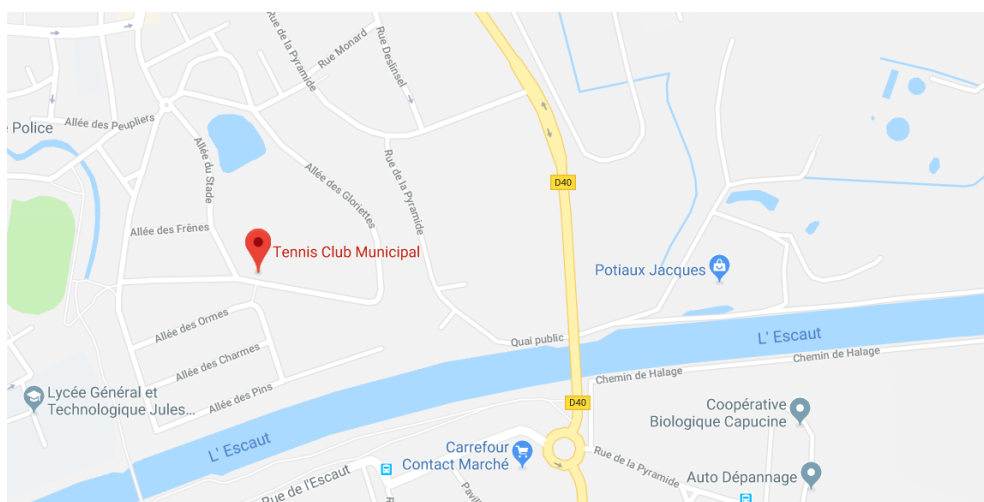 Rue de la Pyramide
Rue Monard
Rue Deslinsel
Allée des Peupliers
e Police
Allée du Stade
Allée des Gloriettes
Rue de la Pyramide
D40
Allée des Frênes
Tennis Club Municipal
Potiaux Jacques
Allée des Ormes
Quai public
L' Escaut
Allée des Charmes
Chemin de Halage
Chemin de Halage
Lycée Général et
Technologique Jules...
Allée des Pins
D40
Coopérative
Biologique Capucine
L' Escaut
Carrefour
Contact Marché
Rue de la Pyramide
Rue de l'Escaut
Auto Dépannage
Pavil
R